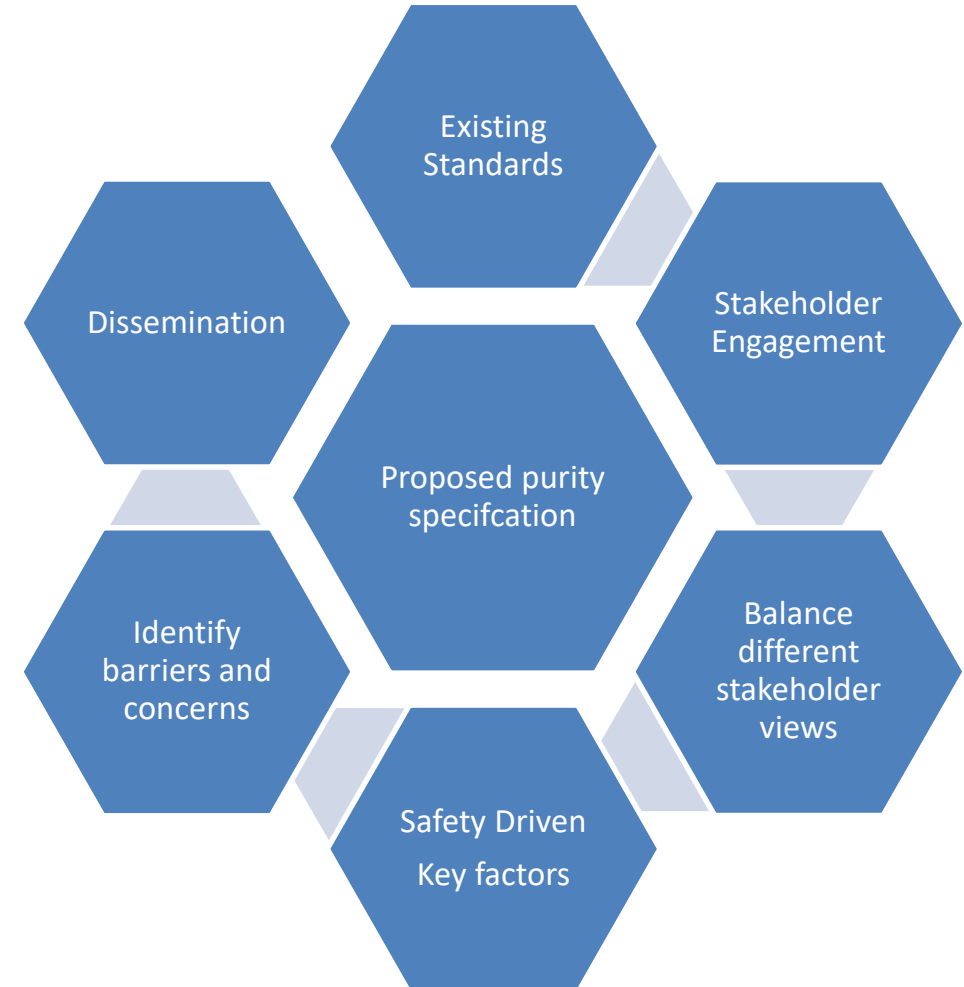 Existing
Standards
Dissemination
Stakeholder
Engagement
Proposed purity
specifcation
Identify
barriers and
concerns
Balance
different
stakeholder
views
Safety Driven
Key factors